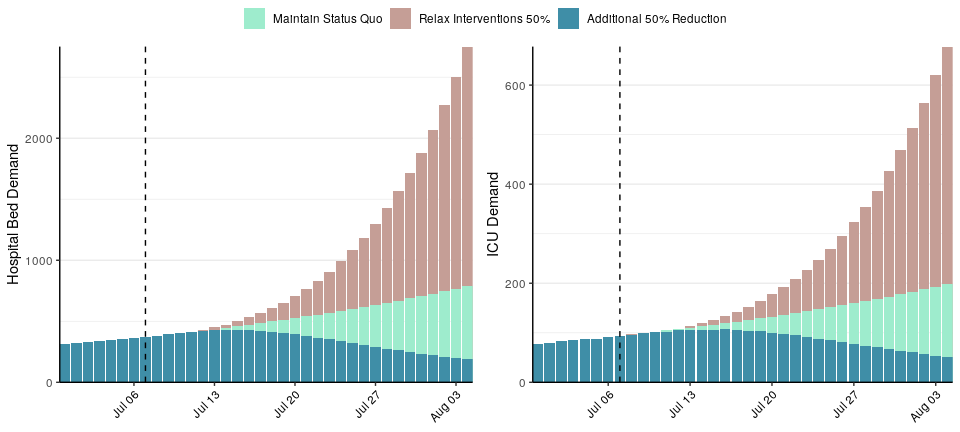 Maintain Status Quo Relax Interventions 50% Additional 50% Reduction
Hospital Bed Demand
2000
1000
0
Jul 06 Jul 13 Jul 20 Jul 27 Aug 03
ICU Demand
600
400
200
0
Jul 06 Jul 13 Jul 20 Jul 27 Aug 03